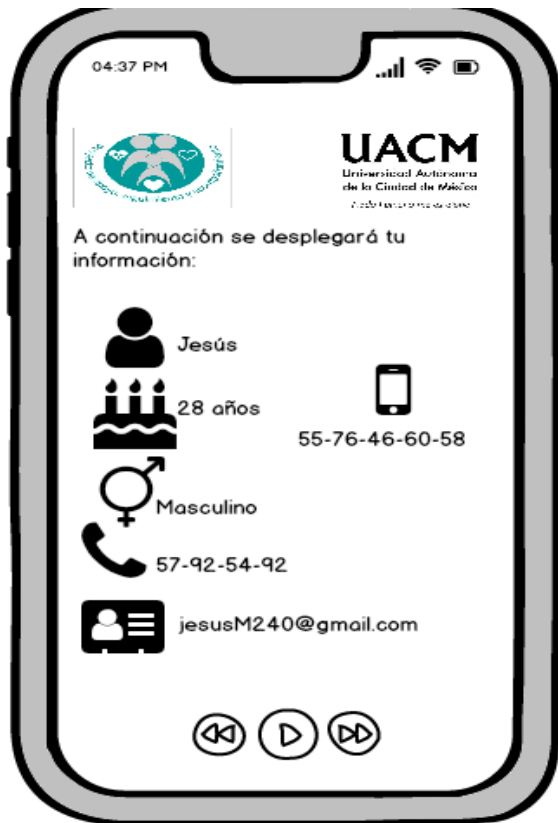 04:37 PM
UACM
Universidad Autónoma
de la Ciudad de México
A continuación se desplegará tu
información:
Jesús
28 años
55-76-46-60-58
Masculino
57-92-54-92
jesusM240@gmail.com